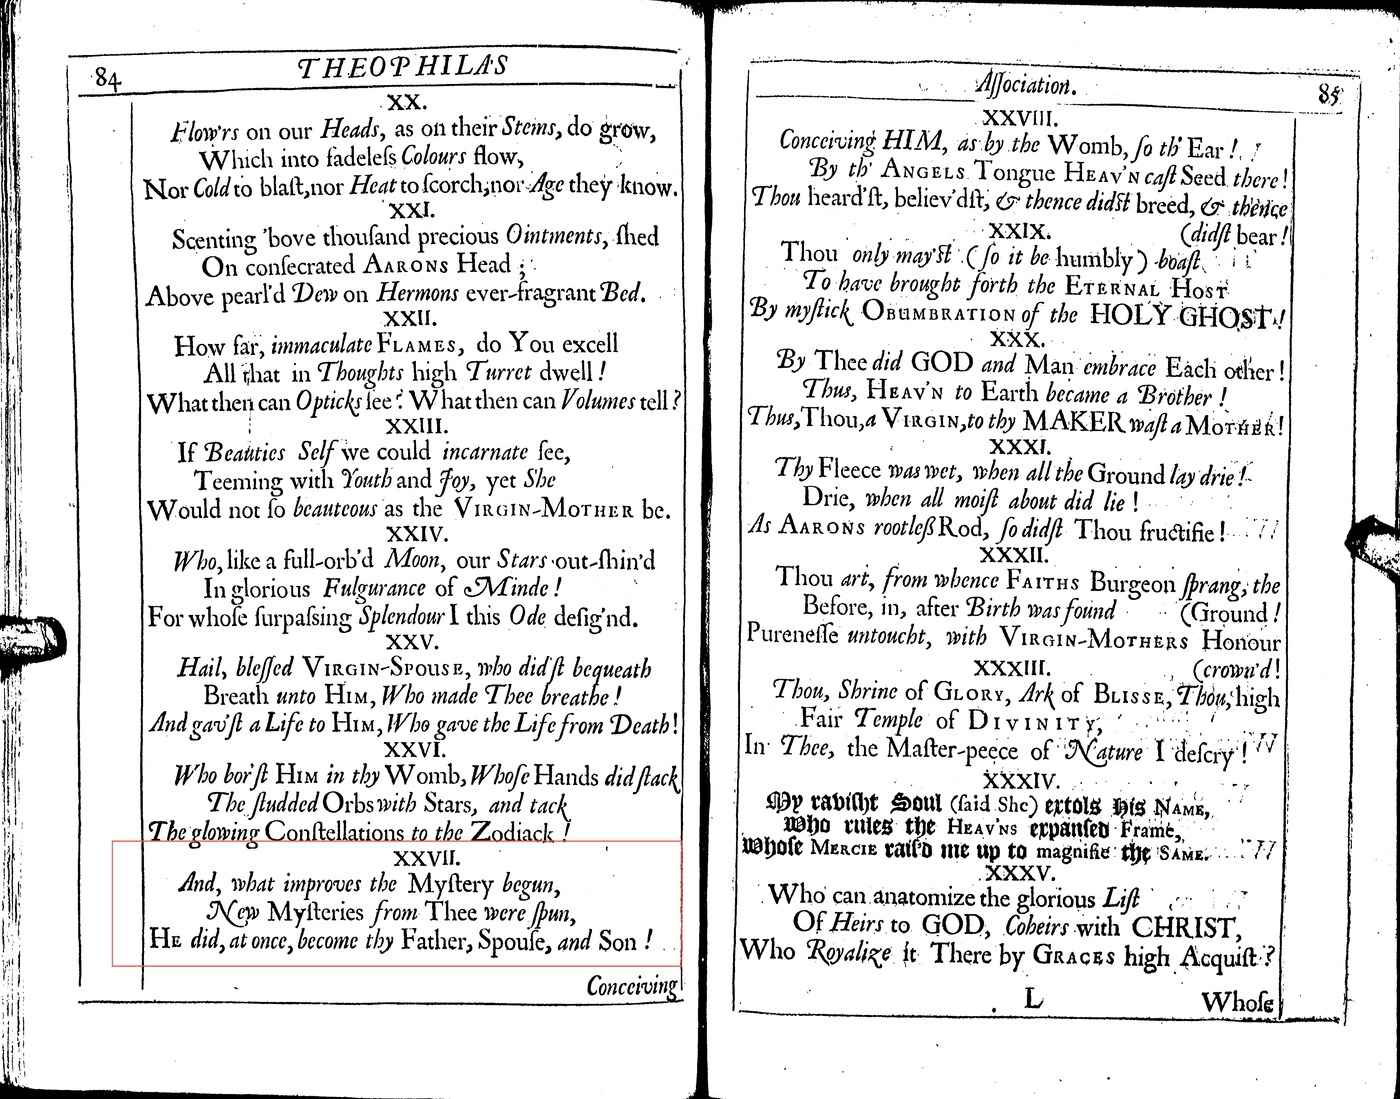 84
THEOPHILA'S
XX.
Flow'rs on our Heads, as on their Stems, do grow,
Which into fadeleſs Colours flow,
Nor Cold to blaſt, nor Heat to ſcorch, nor Age they know.
XXI.
Scenting 'bove thouſand precious Ointments, ſhed
On conſecrated AARONS Head ;
Above pearl'd Dew on Hermons ever-fragrant Bed.
XXII.
How far, immaculate FLAMES, do You excell
All that in Thoughts high Turret dwell !
What then can Opticks ſee ? What then can Volumes tell ?
XXIII.
If Beauties Self we could incarnate ſee,
Teeming with Youth and Joy, yet She
Would not ſo beauteous as the VIRGIN-MOTHER be.
XXIV.
Who, like a full-orb'd Moon, our Stars out-ſhin'd
In glorious Fulgurance of Minde !
For whoſe ſurpaſsing Splendour I this Ode deſig'nd.
XXV.
Hail, bleſſed VIRGIN-SPOUSE, who did'ſt bequeath
Breath unto HIM, Who made Thee breathe !
And gav'ſt a Life to HIM, Who gave the Life from Death !
XXVI.
Who bor'ſt HIM in thy Womb, Whoſe Hands did ſtack
The ſtudded Orbs with Stars, and tack
The glowing Conſtellations to the Zodiack !
XXVII.
And, what improves the Myſtery begun,
New Myſteries from Thee were ſpun,
HE did, at once, become thy Father, Spouſe, and Son !
Conceiving
Aſſociation.
85
XXVIII.
Conceiving HIM, as by the Womb, ſo th' Ear !
By th' ANGELS Tongue HEAV'N caſt Seed there !
Thou heard'ſt, believ'dſt, & thence didſt breed, & thence
XXIX. (didſt bear !
Thou only may'ſt (ſo it be humbly) boaſt
To have brought forth the ETERNAL HOST
By myſtick OBUMBRATION of the HOLY GHOST !
XXX.
By Thee did GOD and Man embrace Each other !
Thus, HEAV'N to Earth became a Brother !
Thus, Thou, a VIRGIN, to thy MAKER waſt a MOTHER !
XXXI.
Thy Fleece was wet, when all the Ground lay drie !
Drie, when all moiſt about did lie !
As AARONS rootleß Rod, ſo didſt Thou fructifie !
XXXII.
Thou art, from whence FAITHS Burgeon ſprang, the
Before, in, after Birth was found (Ground !
Pureneſſe untoucht, with VIRGIN-MOTHERS Honour
XXXIII. (crown'd !
Thou, Shrine of GLORY, Ark of BLISSE, Thou, high
Fair Temple of DIVINITY,
In Thee, the Maſter-peece of Nature I deſcry !
XXXIV.
My raviſht Soul (ſaid She) extols his NAME,
Who rules the HEAV'NS expanſed Frame,
Whoſe MERCIE raiſ'd me up to magnifie the SAME.
XXXV.
Who can anatomize the glorious Liſt
Of Heirs to GOD, Coheirs with CHRIST,
Who Royalize it There by GRACES high Acquiſt ?
L
Whoſe